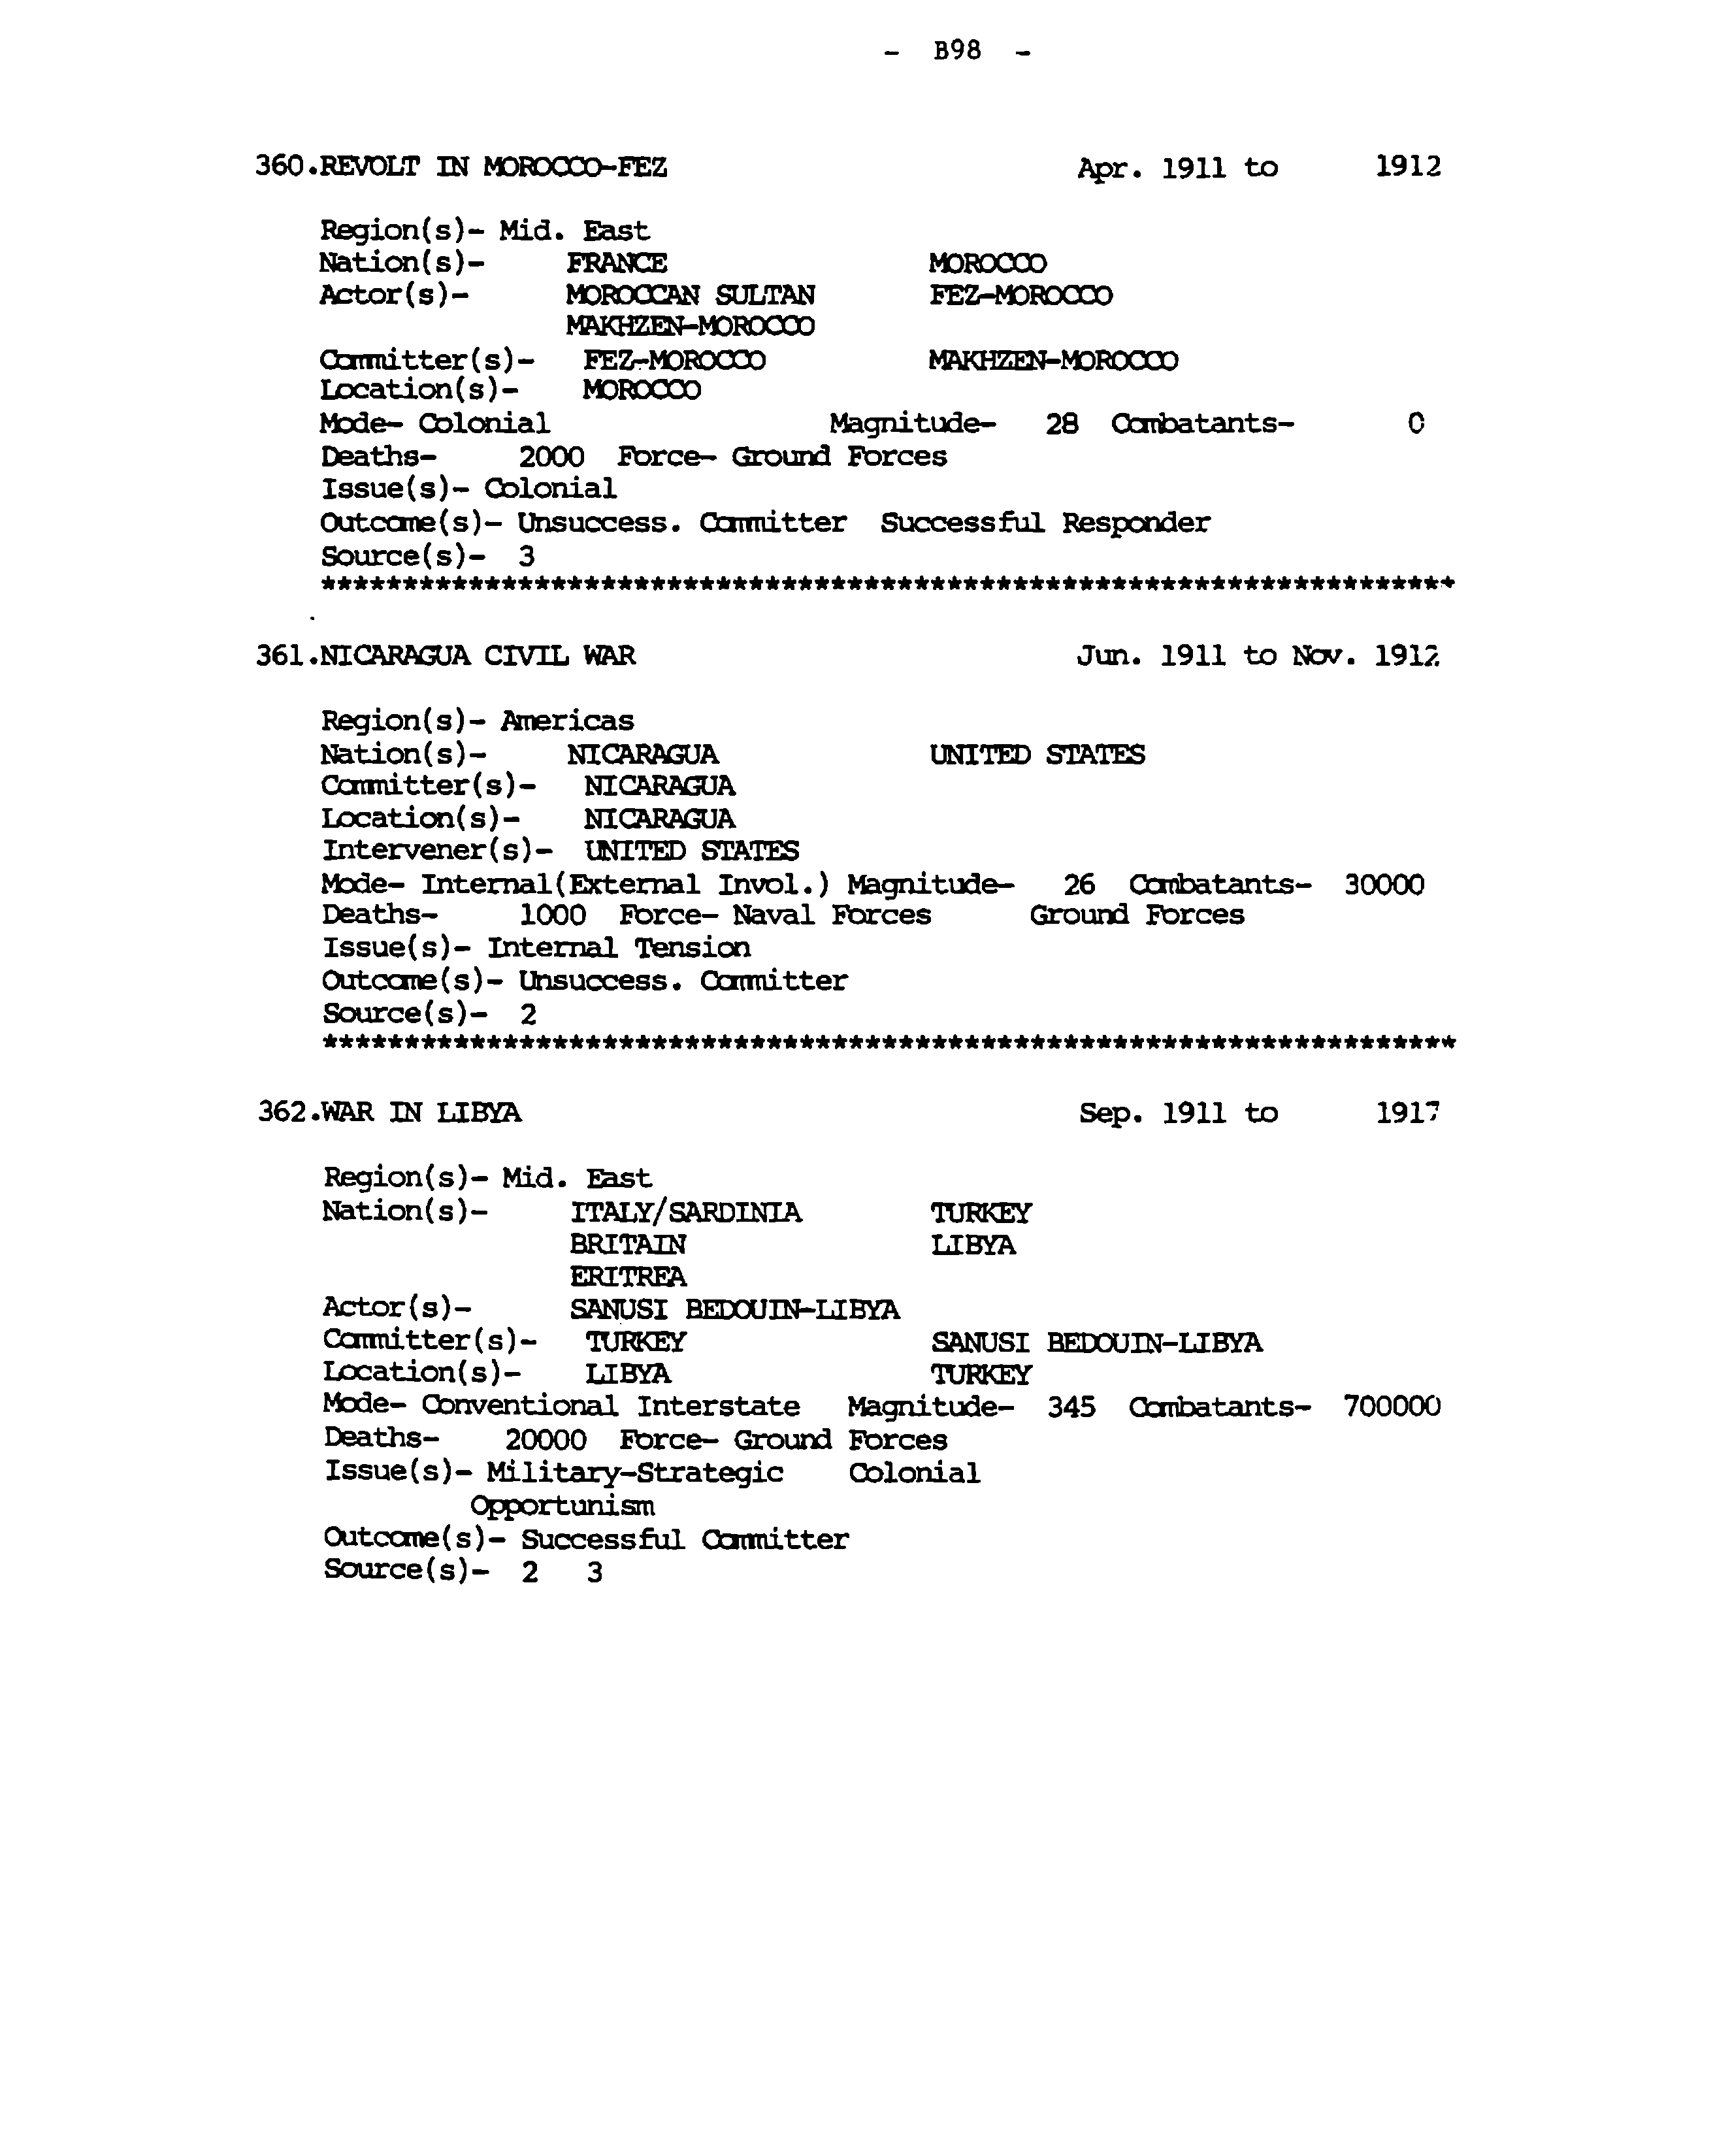 - B98 -
360.REVOLT IN MOROCCO-FEZ Apr. 1911 to 1912
Region(s)- Mid. East
Nation(s)- FRANCE MOROCCO
Actor(s)- MOROCCAN SULTAN FEZ-MOROCCO
MAKHZEN-MOROCCO
Committer(s)- FEZ-MOROCCO MAKHZEN-MOROCCO
Location(s)- MOROCCO
Mode- Colonial Magnitude- 28 Combatants- 0
Deaths- 2000 Force- Ground Forces
Issue(s)- Colonial
Outcome(s)- Unsuccess. Committer Successful Responder
Source(s)- 3
*********************************************************************
361.NICARAGUA CIVIL WAR Jun. 1911 to Nov. 1912
Region(s)- Americas
Nation(s)- NICARAGUA UNITED STATES
Committer(s)- NICARAGUA
Location(s)- NICARAGUA
Intervener(s)- UNITED STATES
Mode- Internal(External Invol.) Magnitude- 26 Combatants- 30000
Deaths- 1000 Force- Naval Forces Ground Forces
Issue(s)- Internal Tension
Outcome(s)- Unsuccess. Committer
Source(s)- 2
*********************************************************************
362.WAR IN LIBYA Sep. 1911 to 1917
Region(s)- Mid. East
Nation(s)- ITALY/SARDINIA TURKEY
BRITAIN LIBYA
ERITREA
Actor(s)- SANUSI BEDOUIN-LIBYA
Committer(s)- TURKEY SANUSI BEDOUIN-LIBYA
Location(s)- LIBYA TURKEY
Mode- Conventional Interstate Magnitude- 345 Combatants- 700000
Deaths- 20000 Force- Ground Forces
Issue(s)- Military-Strategic Colonial
Opportunism
Outcome(s)- Successful Committer
Source(s)- 2 3